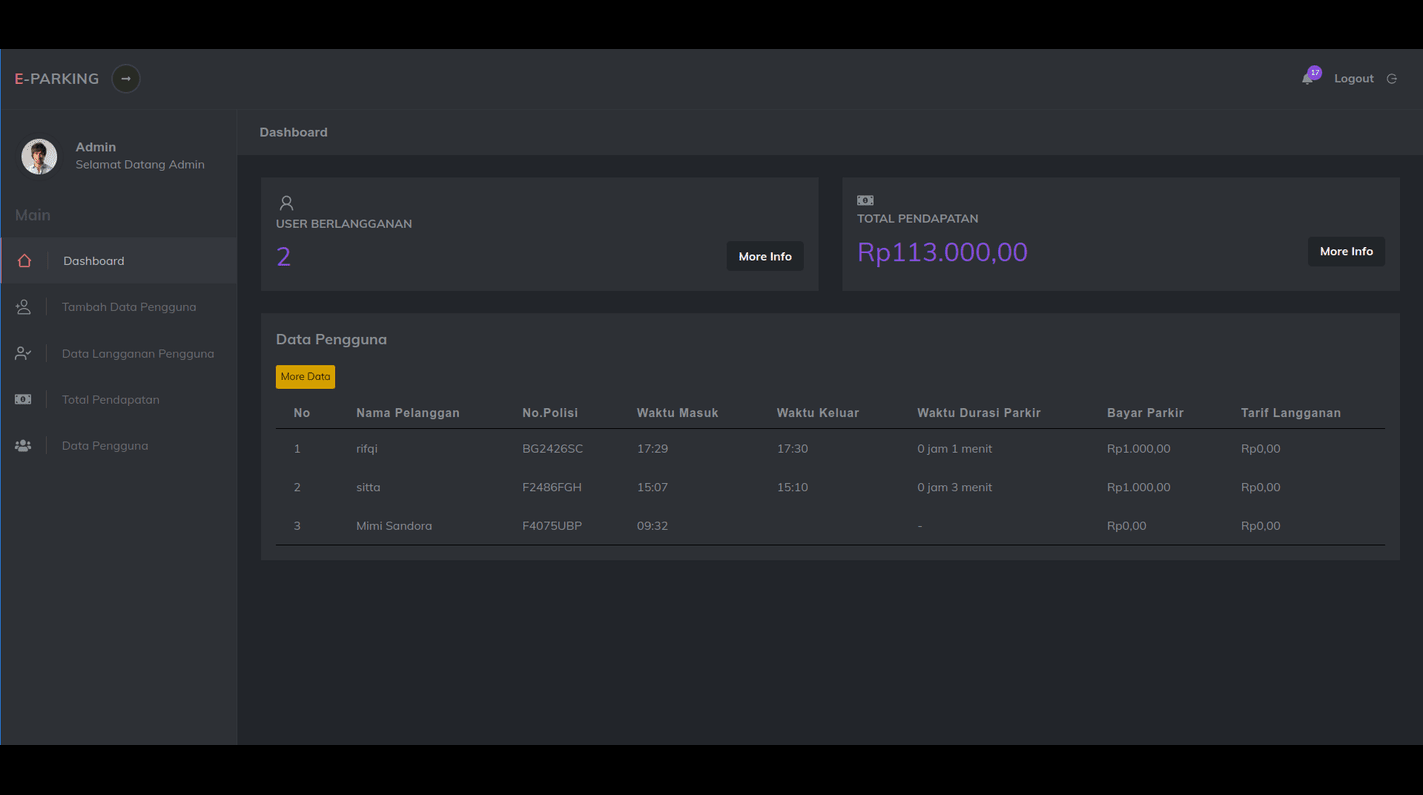 E-PARKING
17
Logout
Admin
Selamat Datang Admin
Main
Dashboard
Tambah Data Pengguna
Data Langganan Pengguna
Total Pendapatan
Data Pengguna
Dashboard
USER BERLANGGANAN
2
More Info
TOTAL PENDAPATAN
Rp113.000,00
More Info
Data Pengguna
More Data
No Nama Pelanggan No.Polisi Waktu Masuk Waktu Keluar Waktu Durasi Parkir Bayar Parkir Tarif Langganan
1 rifqi BG2426SC 17:29 17:30 0 jam 1 menit Rp1.000,00 Rp0,00
2 sitta F2486FGH 15:07 15:10 0 jam 3 menit Rp1.000,00 Rp0,00
3 Mimi Sandora F4075UBP 09:32 - Rp0,00 Rp0,00